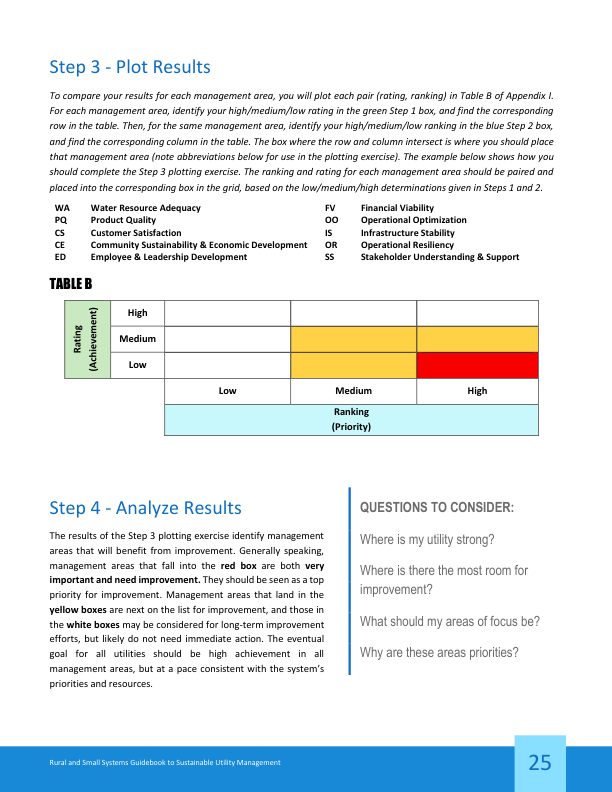 Step 3 - Plot Results
To compare your results for each management area, you will plot each pair (rating, ranking) in Table B of Appendix I.
For each management area, identify your high/medium/low rating in the green Step 1 box, and find the corresponding
row in the table. Then, for the same management area, identify your high/medium/low ranking in the blue Step 2 box,
and find the corresponding column in the table. The box where the row and column intersect is where you should place
that management area (note abbreviations below for use in the plotting exercise). The example below shows how you
should complete the Step 3 plotting exercise. The ranking and rating for each management area should be paired and
placed into the corresponding box in the grid, based on the low/medium/high determinations given in Steps 1 and 2.
WA Water Resource Adequacy
PQ Product Quality
CS Customer Satisfaction
CE Community Sustainability & Economic Development
ED Employee & Leadership Development
FV Financial Viability
OO Operational Optimization
IS Infrastructure Stability
OR Operational Resiliency
SS Stakeholder Understanding & Support
TABLE B
Rating
(Achievement)
High
Medium
Low
Low Medium High
Ranking
(Priority)
Step 4 - Analyze Results
The results of the Step 3 plotting exercise identify management
areas that will benefit from improvement. Generally speaking,
management areas that fall into the red box are both very
important and need improvement. They should be seen as a top
priority for improvement. Management areas that land in the
yellow boxes are next on the list for improvement, and those in
the white boxes may be considered for long-term improvement
efforts, but likely do not need immediate action. The eventual
goal for all utilities should be high achievement in all
management areas, but at a pace consistent with the system's
priorities and resources.
QUESTIONS TO CONSIDER:
Where is my utility strong?
Where is there the most room for
improvement?
What should my areas of focus be?
Why are these areas priorities?
Rural and Small Systems Guidebook to Sustainable Utility Management
25